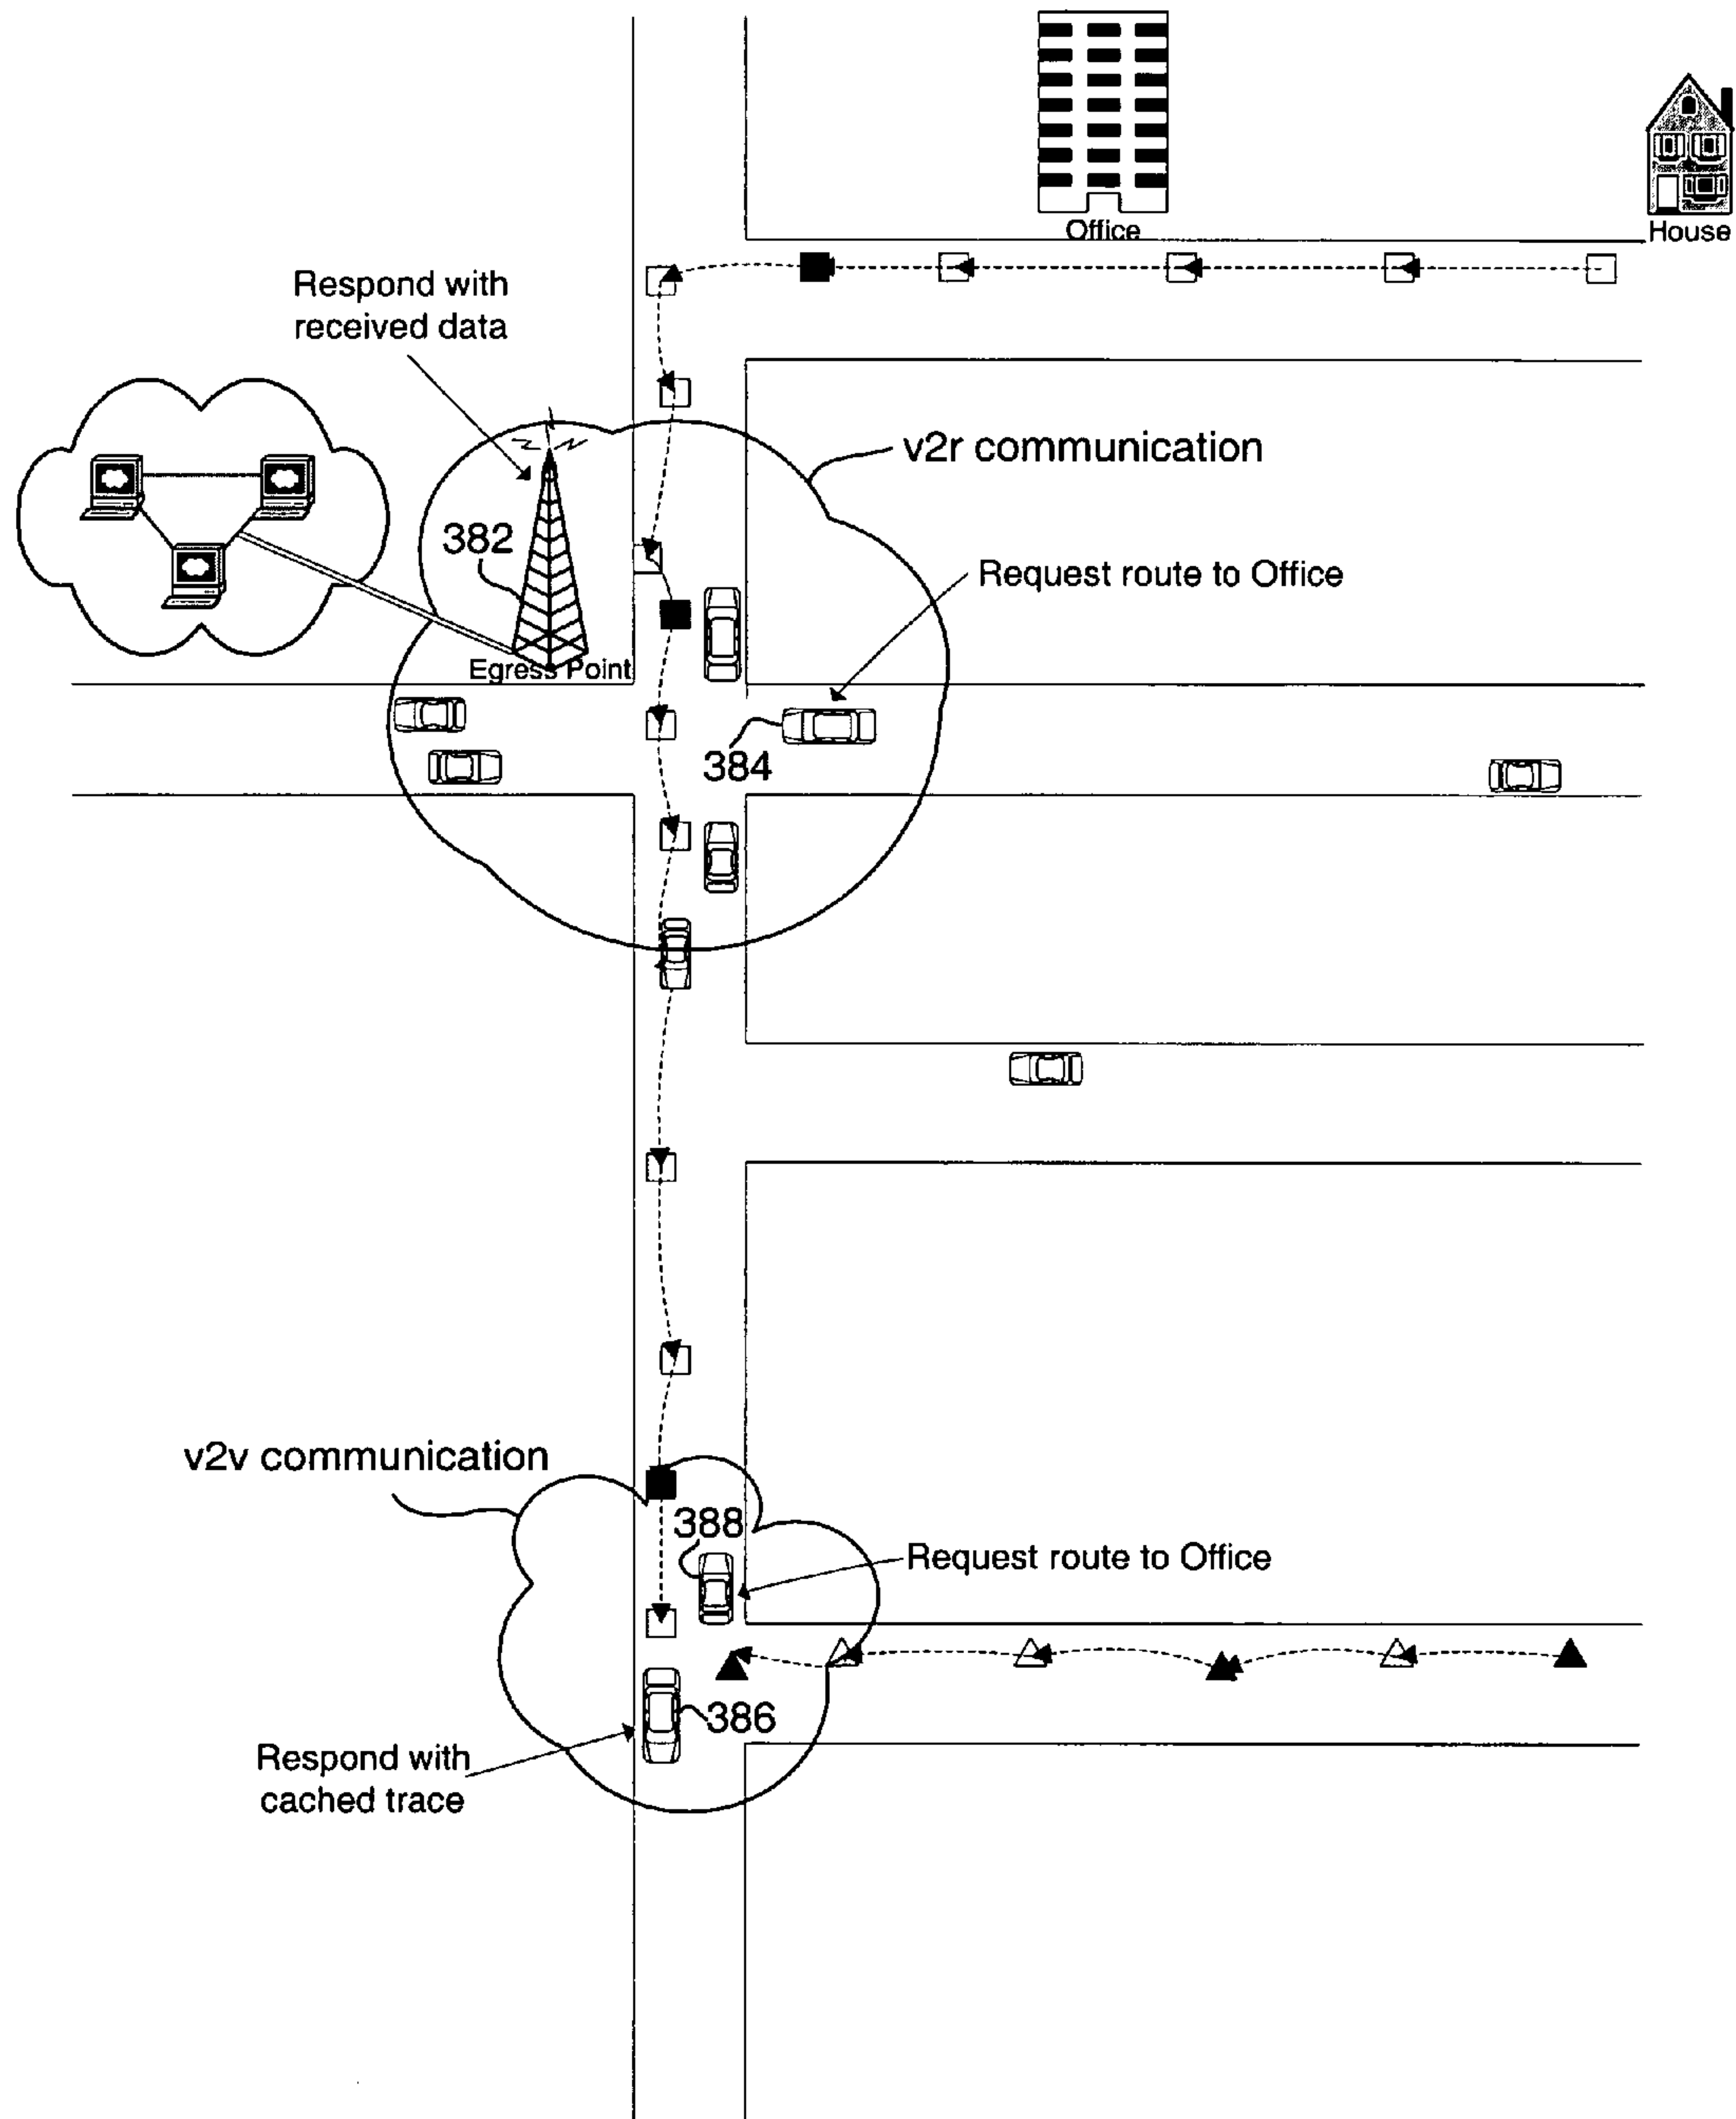 Office
House
Respond with
received data
v2r communication
382
Request route to Office
Egress Point
384
v2v communication
388
Request route to Office
386
Respond with
cached trace